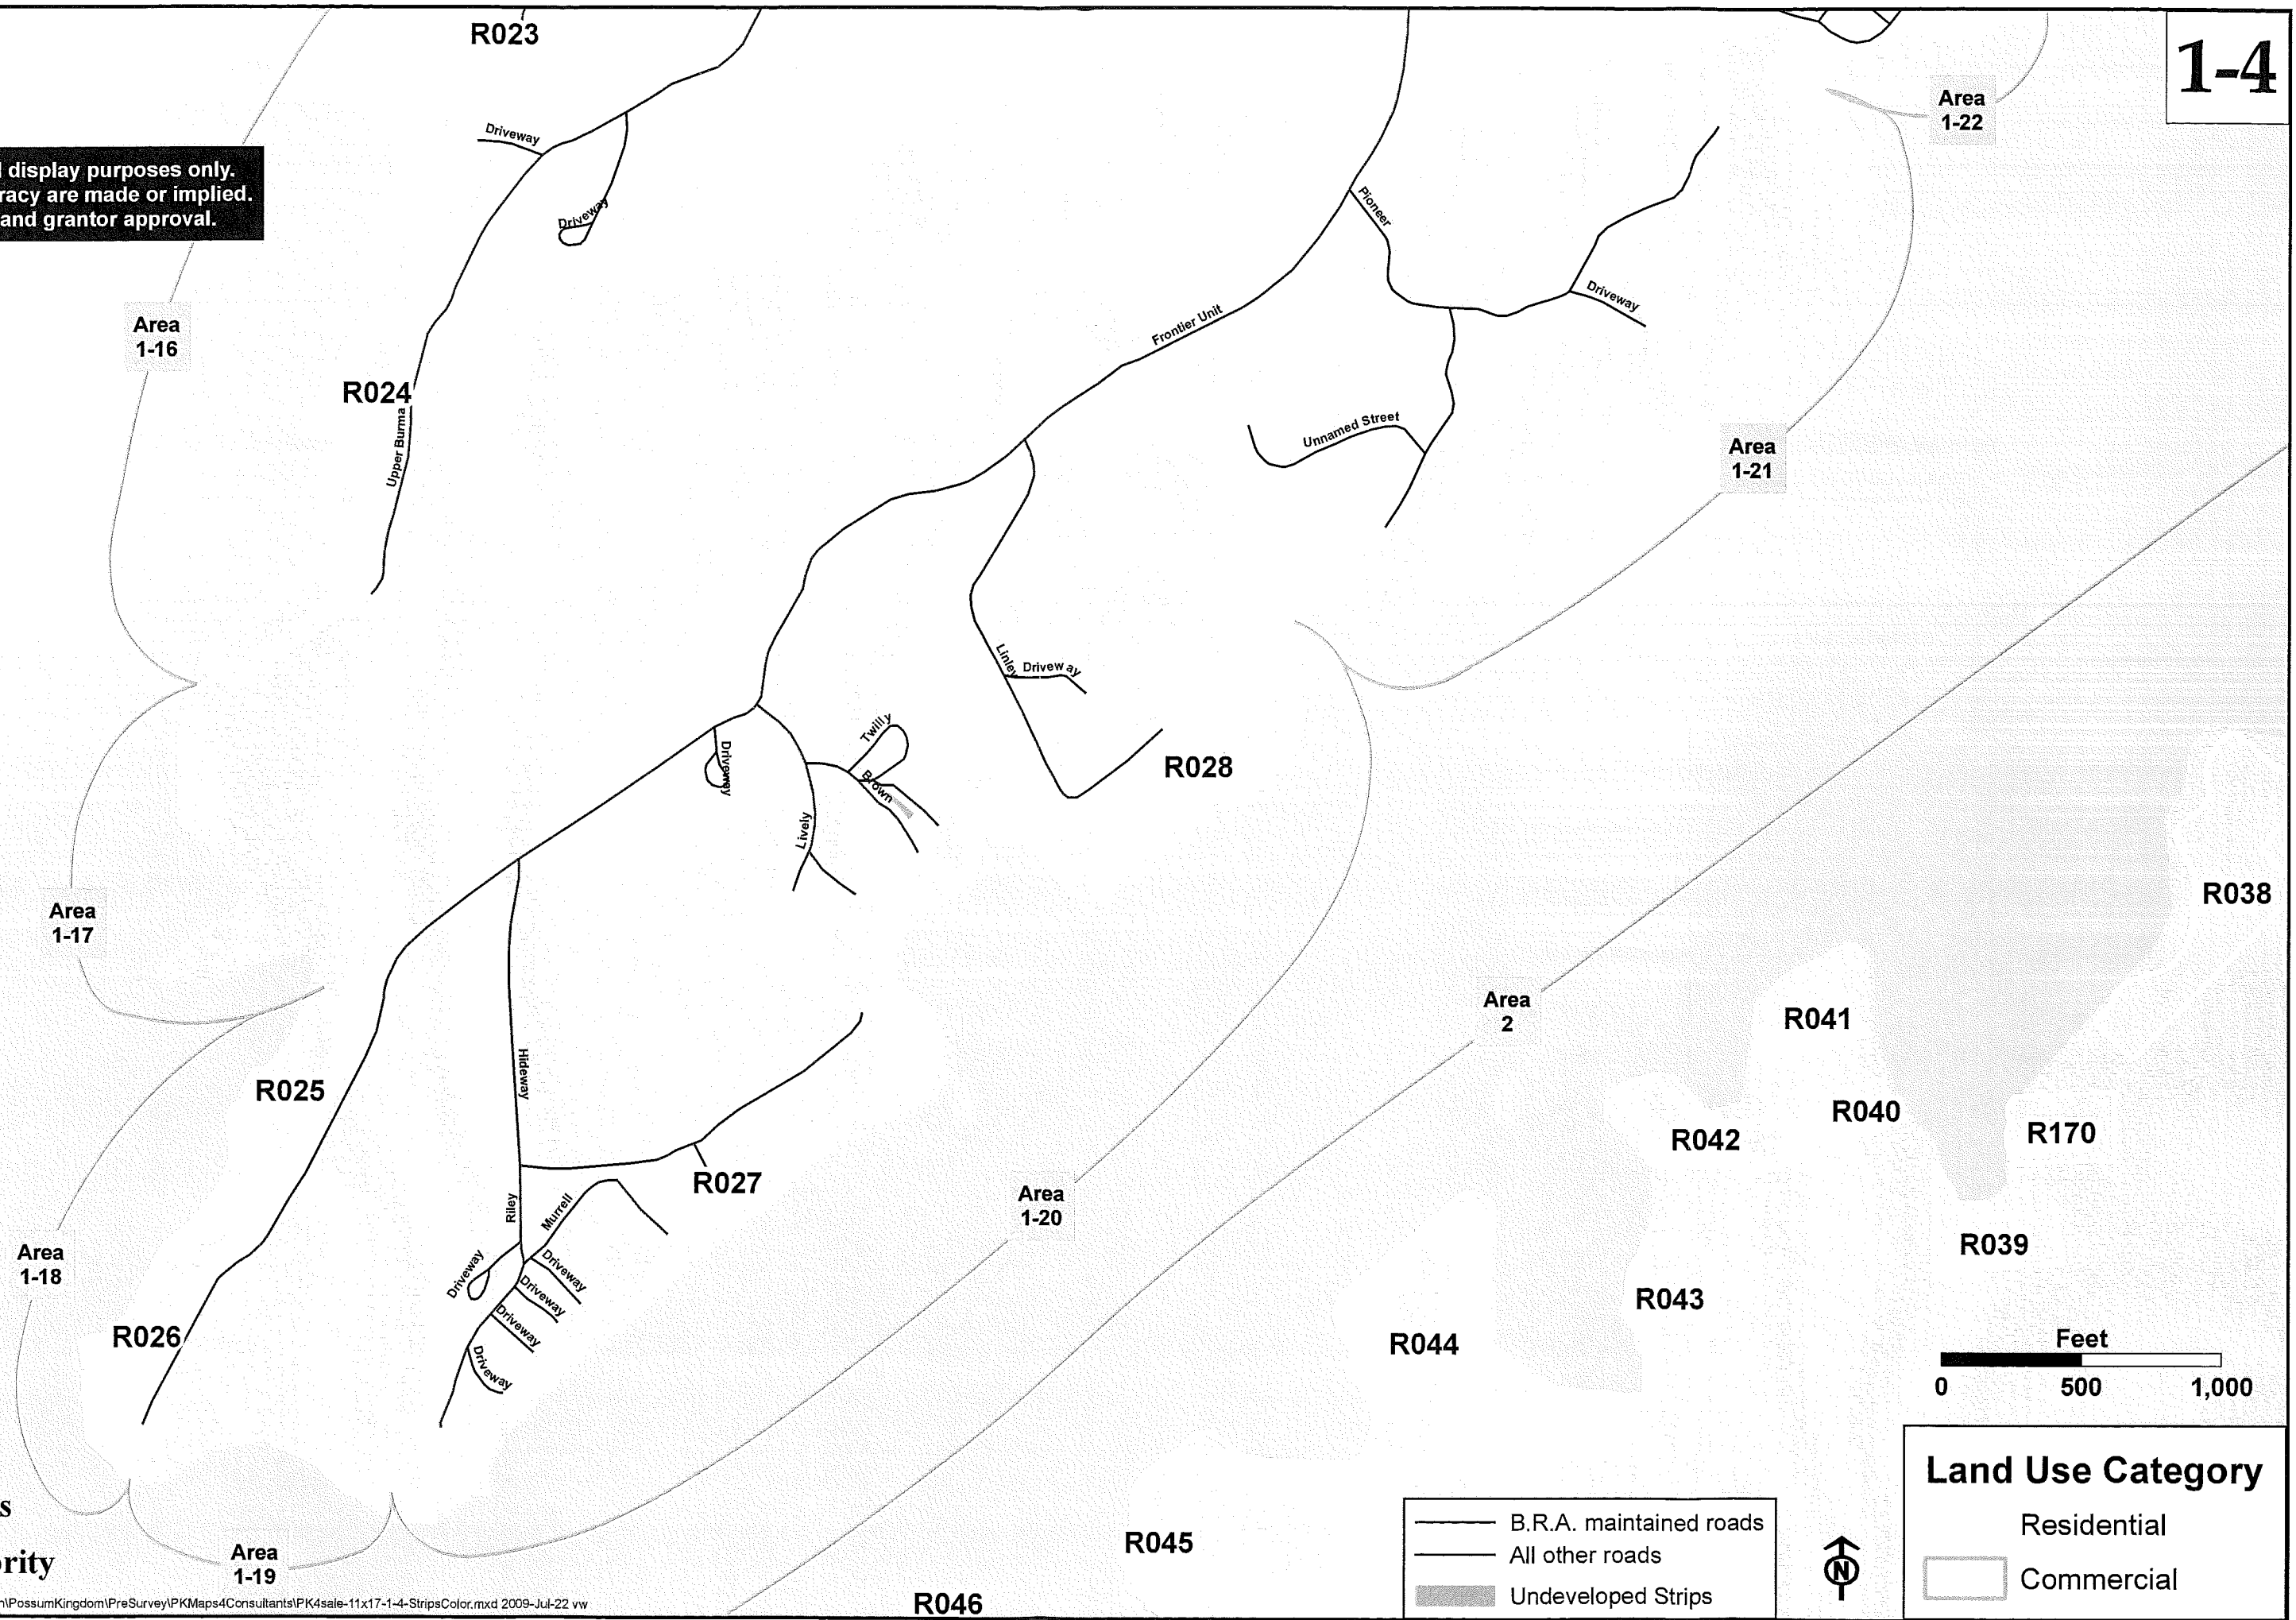 R023
1-4
Area
1-22
Driveway
l display purposes only.
racy are made or implied.
and grantor approval.
Driveway
Pioneer
Driveway
Frontier Unit
Area
1-16
R024
Upper Burma
Unnamed Street
Area
1-21
Linley
Driveway
Twilly
Driveway
Brown
R028
Lively
R038
Area
1-17
Area
2
R041
Hideway
R025
R040
R042
R170
R027
Riley
Murrell
Area
1-20
Area
1-18
R039
Driveway
Driveway
Driveway
Driveway
Driveway
R043
R026
R044
Feet
0 500 1,000
Land Use Category
Residential
Commercial
B.R.A. maintained roads
All other roads
Undeveloped Strips
N
R045
s
ority
Area
1-19
R046
n\PossumKingdom\PreSurvey\PKMaps4Consultants\PK4sale-11x17-1-4-StripsColor.mxd 2009-Jul-22 vw